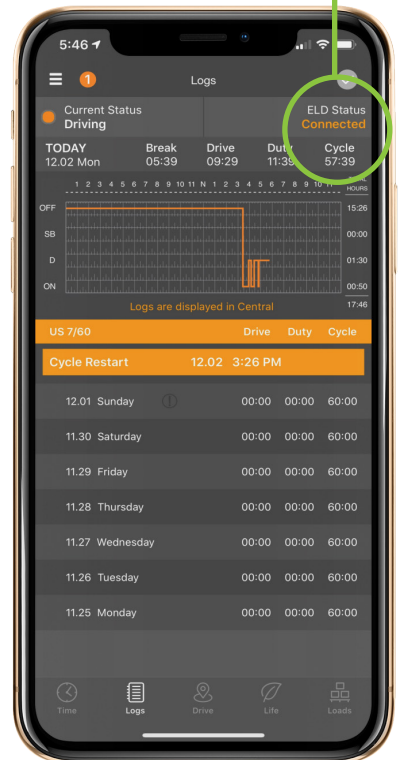 5:46
1
Logs
Current Status
Driving
ELD Status
Connected
TODAY Break Drive Duty Cycle
12.02 Mon 05:39 09:29 11:39 57:39
1 2 3 4 5 6 7 8 9 10 11 N 1 2 3 4 5 6 7 8 9 10 11
HOURS
OFF 15:26
SB 00:00
D 01:30
ON 00:50
Logs are displayed in Central 17:46
US 7/60 Drive Duty Cycle
Cycle Restart 12.02 3:26 PM
12.01 Sunday 00:00 00:00 60:00
11.30 Saturday 00:00 00:00 60:00
11.29 Friday 00:00 00:00 60:00
11.28 Thursday 00:00 00:00 60:00
11.27 Wednesday 00:00 00:00 60:00
11.26 Tuesday 00:00 00:00 60:00
11.25 Monday 00:00 00:00 60:00
Time Logs Drive Life Loads